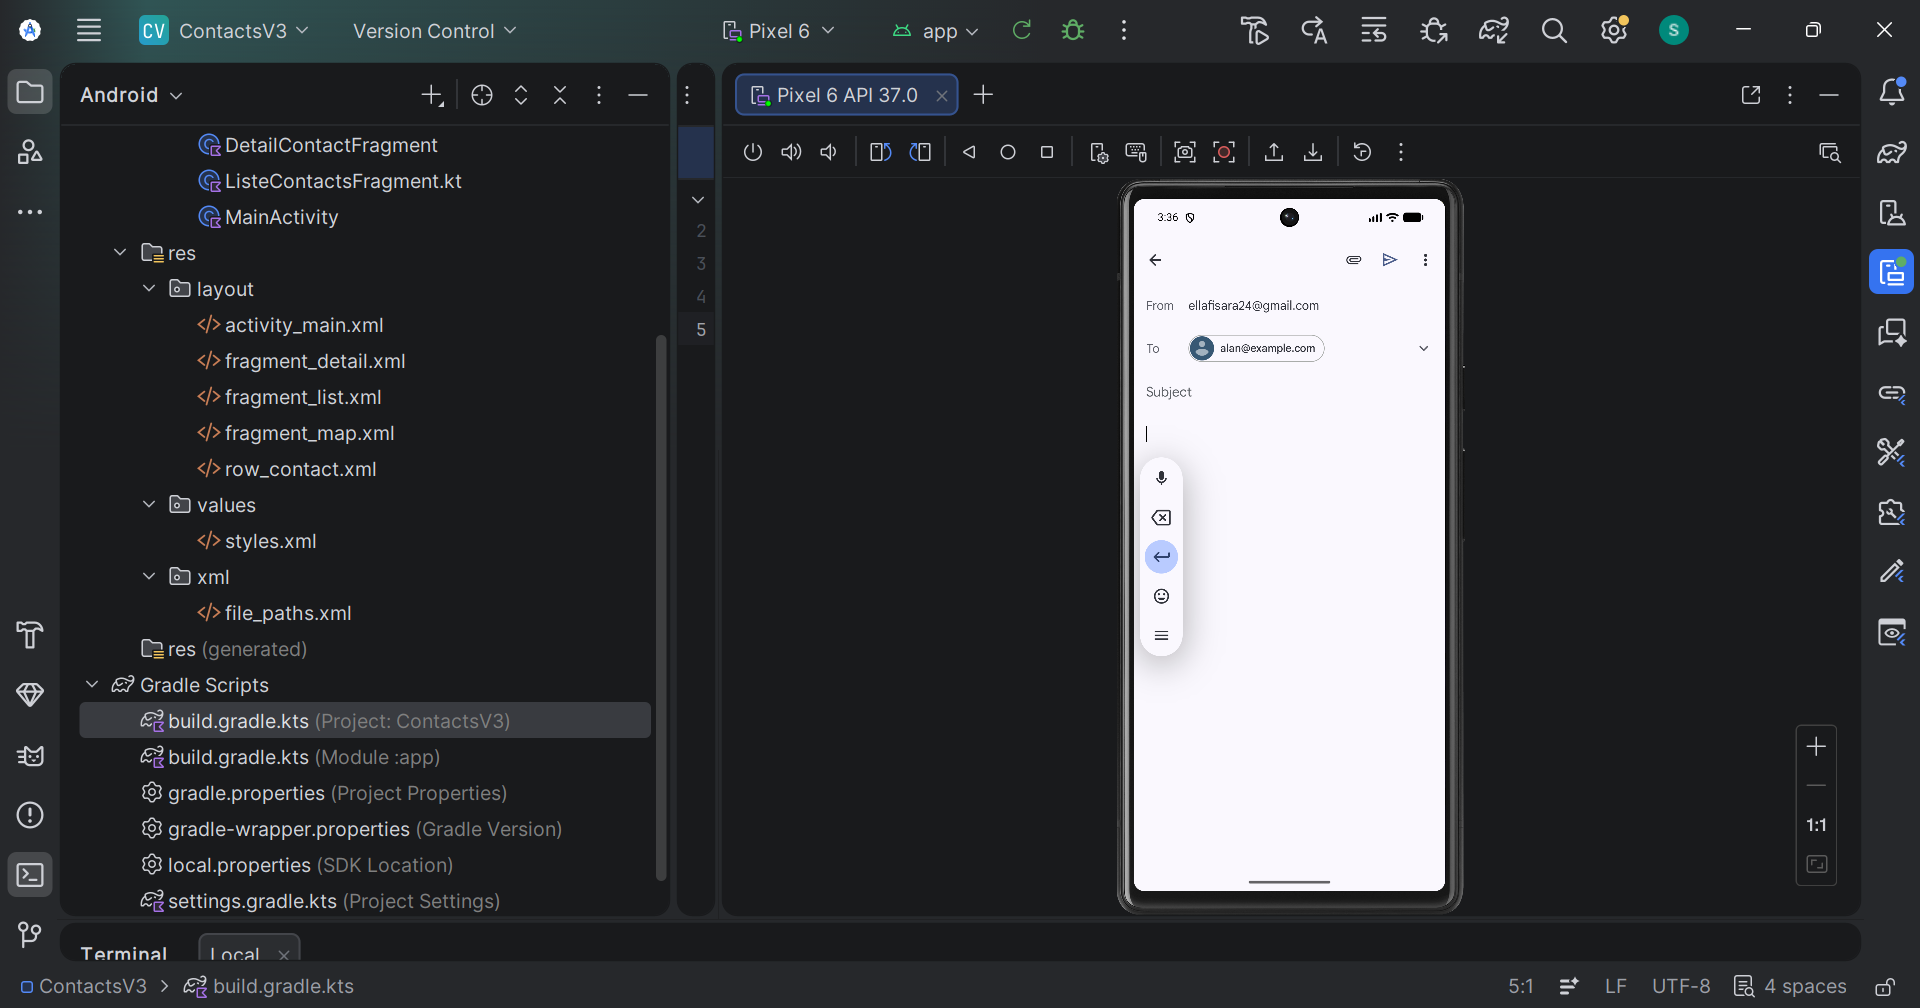 CV ContactsV3
Version Control
Pixel 6
app
S
Android
Pixel 6 API 37.0
DetailContactFragment
ListeContactsFragment.kt
MainActivity
res
layout
activity_main.xml
fragment_detail.xml
fragment_list.xml
fragment_map.xml
row_contact.xml
values
styles.xml
xml
file_paths.xml
res (generated)
Gradle Scripts
build.gradle.kts (Project: ContactsV3)
build.gradle.kts (Module :app)
gradle.properties (Project Properties)
gradle-wrapper.properties (Gradle Version)
local.properties (SDK Location)
settings.gradle.kts (Project Settings)
2
3
4
5
3:36
From ellafisara24@gmail.com
To alan@example.com
Subject
1:1
Terminal
Local
ContactsV3 > build.gradle.kts
5:1
LF
UTF-8
4 spaces